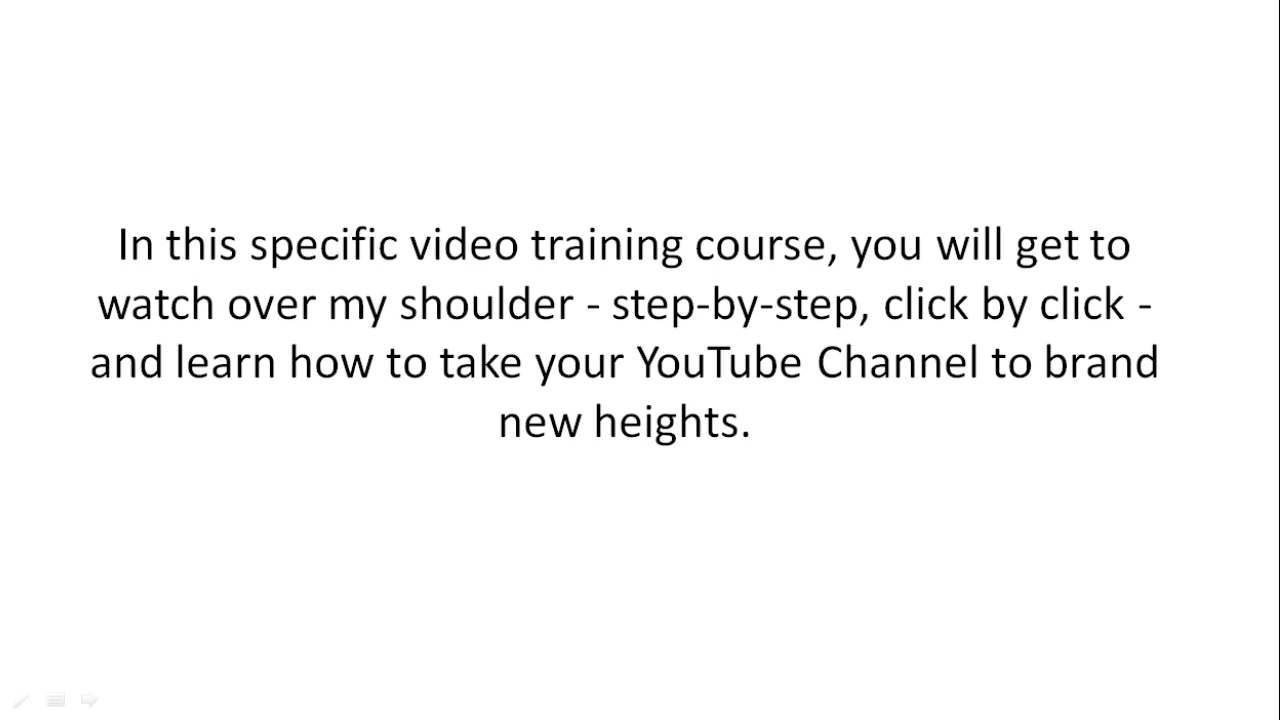 In this specific video training course, you will get to
watch over my shoulder - step-by-step, click by click -
and learn how to take your YouTube Channel to brand
new heights.